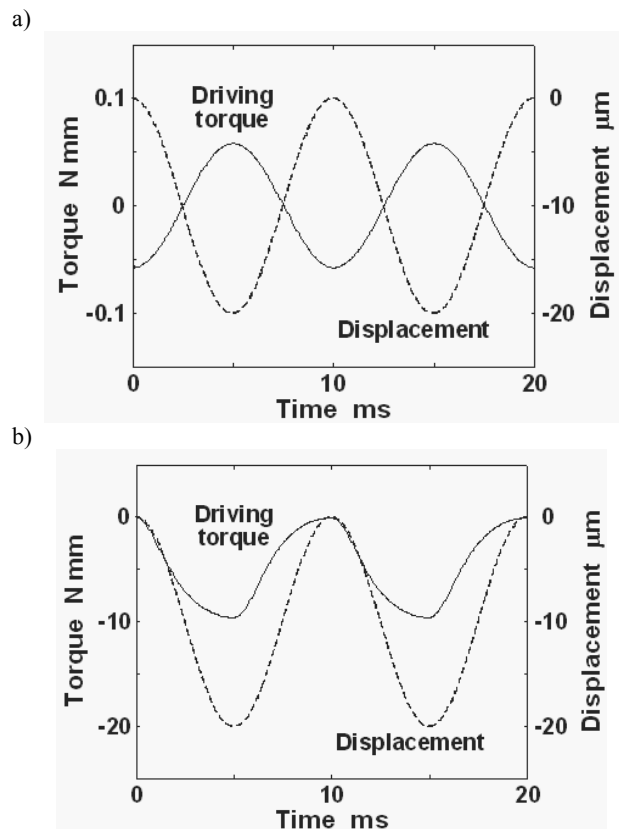 a)
Driving
torque
0.1
0
-0.1
Torque N mm
0
-10
-20
Displacement μm
Displacement
0
10
20
Time ms
b)
Driving
torque
0
-10
-20
Torque N mm
0
-10
-20
Displacement μm
Displacement
0
10
20
Time ms